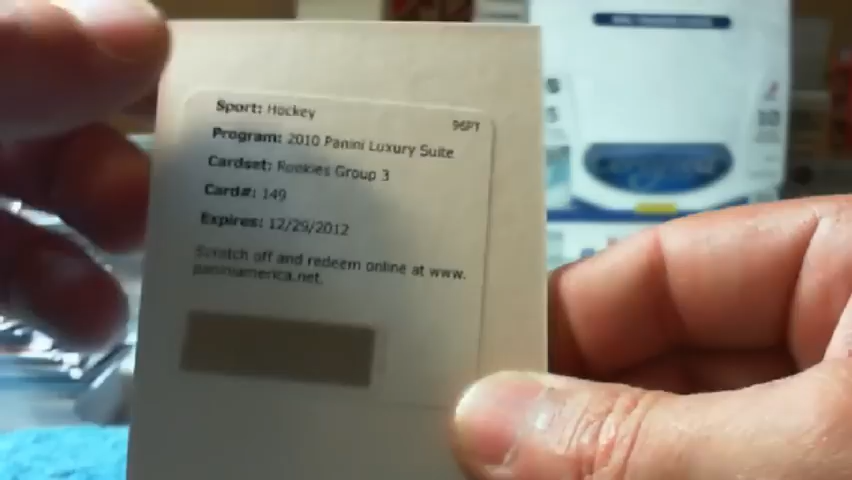 Sport: Hockey
96PT
Program: 2010 Panini Luxury Suite
Cardset: Rookies Group 3
Card#: 149
Expires: 12/29/2012
Scratch off and redeem online at www.
paniniamerica.net.